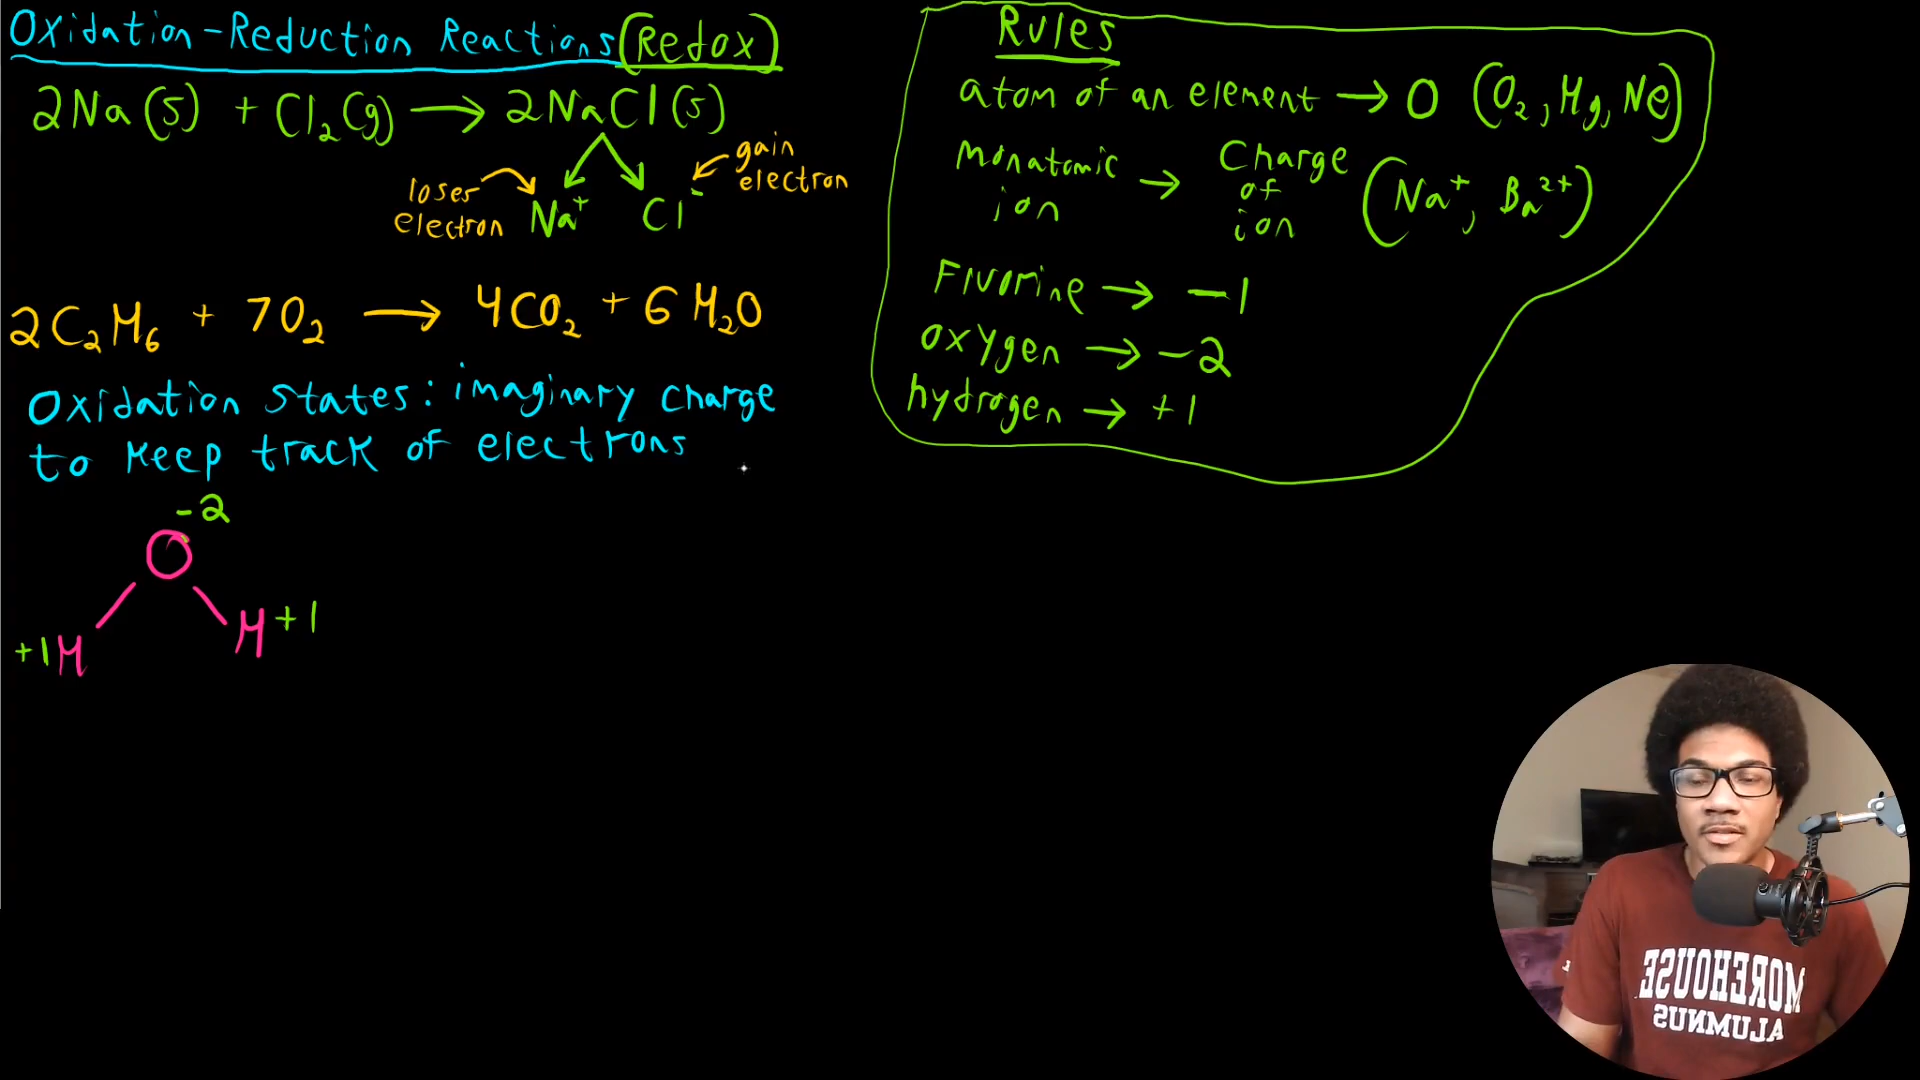 Oxidation-Reduction Reactions (Redox)
2Na(s) + Cl₂(g) → 2NaCl(s)
loses electron
Na⁺
Cl⁻
gain electron
2C₂H₆ + 7O₂ → 4CO₂ + 6H₂O
Oxidation States: imaginary charge
to keep track of electrons
-2
O
+1 H
H +1
Rules
atom of an element → 0 (O₂, Hg, Ne)
Monatomic ion → Charge of ion (Na⁺, Ba²⁺)
Fluorine → -1
oxygen → -2
hydrogen → +1
MOREHOUSE
ALUMNUS